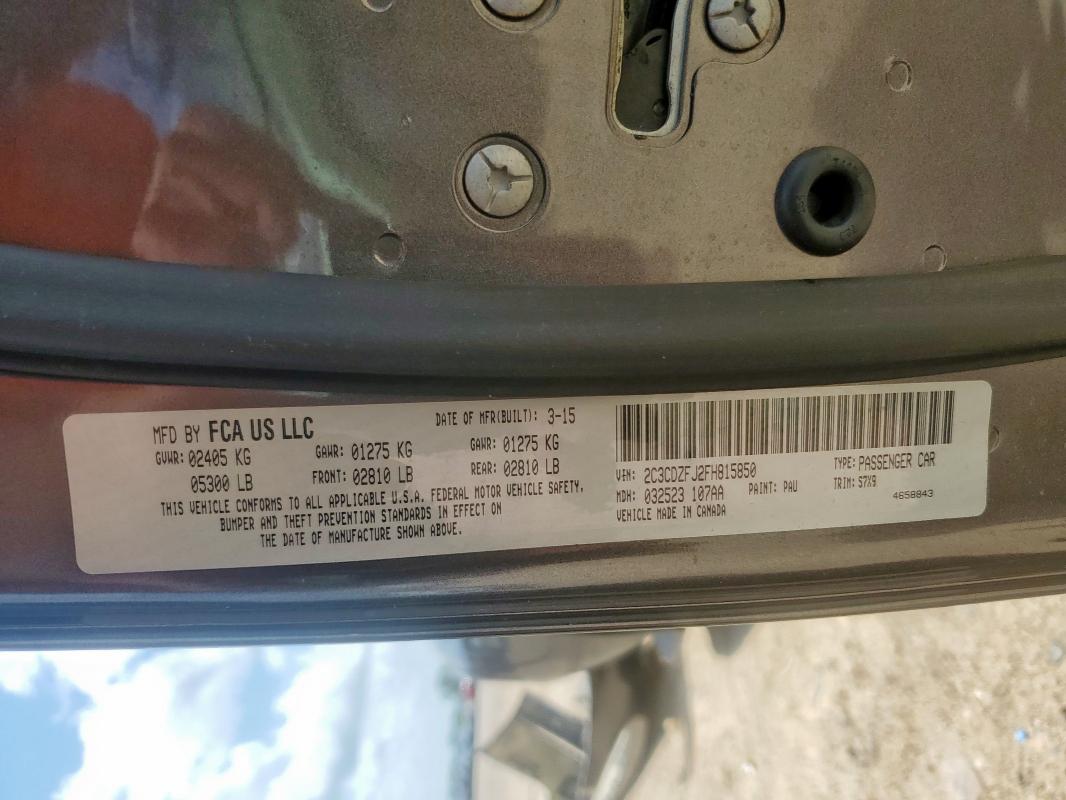 MFD BY FCA US LLC
DATE OF MFR(BUILT): 3-15
GVWR: 02405 KG
05300 LB
GAWR: 01275 KG
FRONT: 02810 LB
GAWR: 01275 KG
REAR: 02810 LB
THIS VEHICLE CONFORMS TO ALL APPLICABLE U.S.A. FEDERAL MOTOR VEHICLE SAFETY,
BUMPER AND THEFT PREVENTION STANDARDS IN EFFECT ON
THE DATE OF MANUFACTURE SHOWN ABOVE.
VIN: 2C3CDZFJ2FH815850
TYPE: PASSENGER CAR
MDH: 032523 107AA
PAINT: PAU
TRIM: S7X9
VEHICLE MADE IN CANADA
4658843